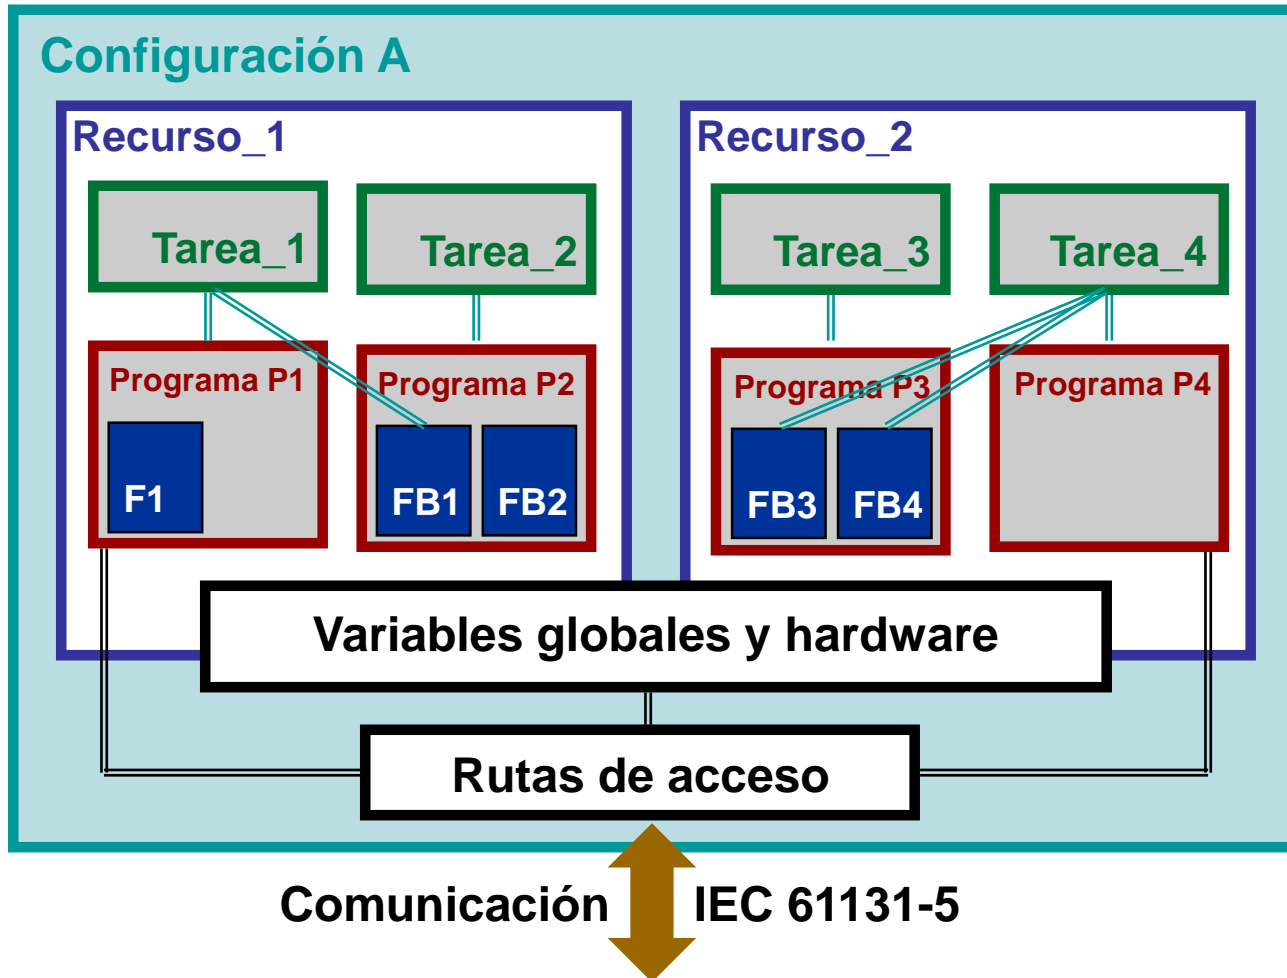 Configuración A
Recurso_1
Recurso_2
Tarea_1
Tarea_2
Tarea_3
Tarea_4
Programa P1
Programa P2
Programa P3
Programa P4
F1
FB1
FB2
FB3
FB4
Variables globales y hardware
Rutas de acceso
Comunicación IEC 61131-5